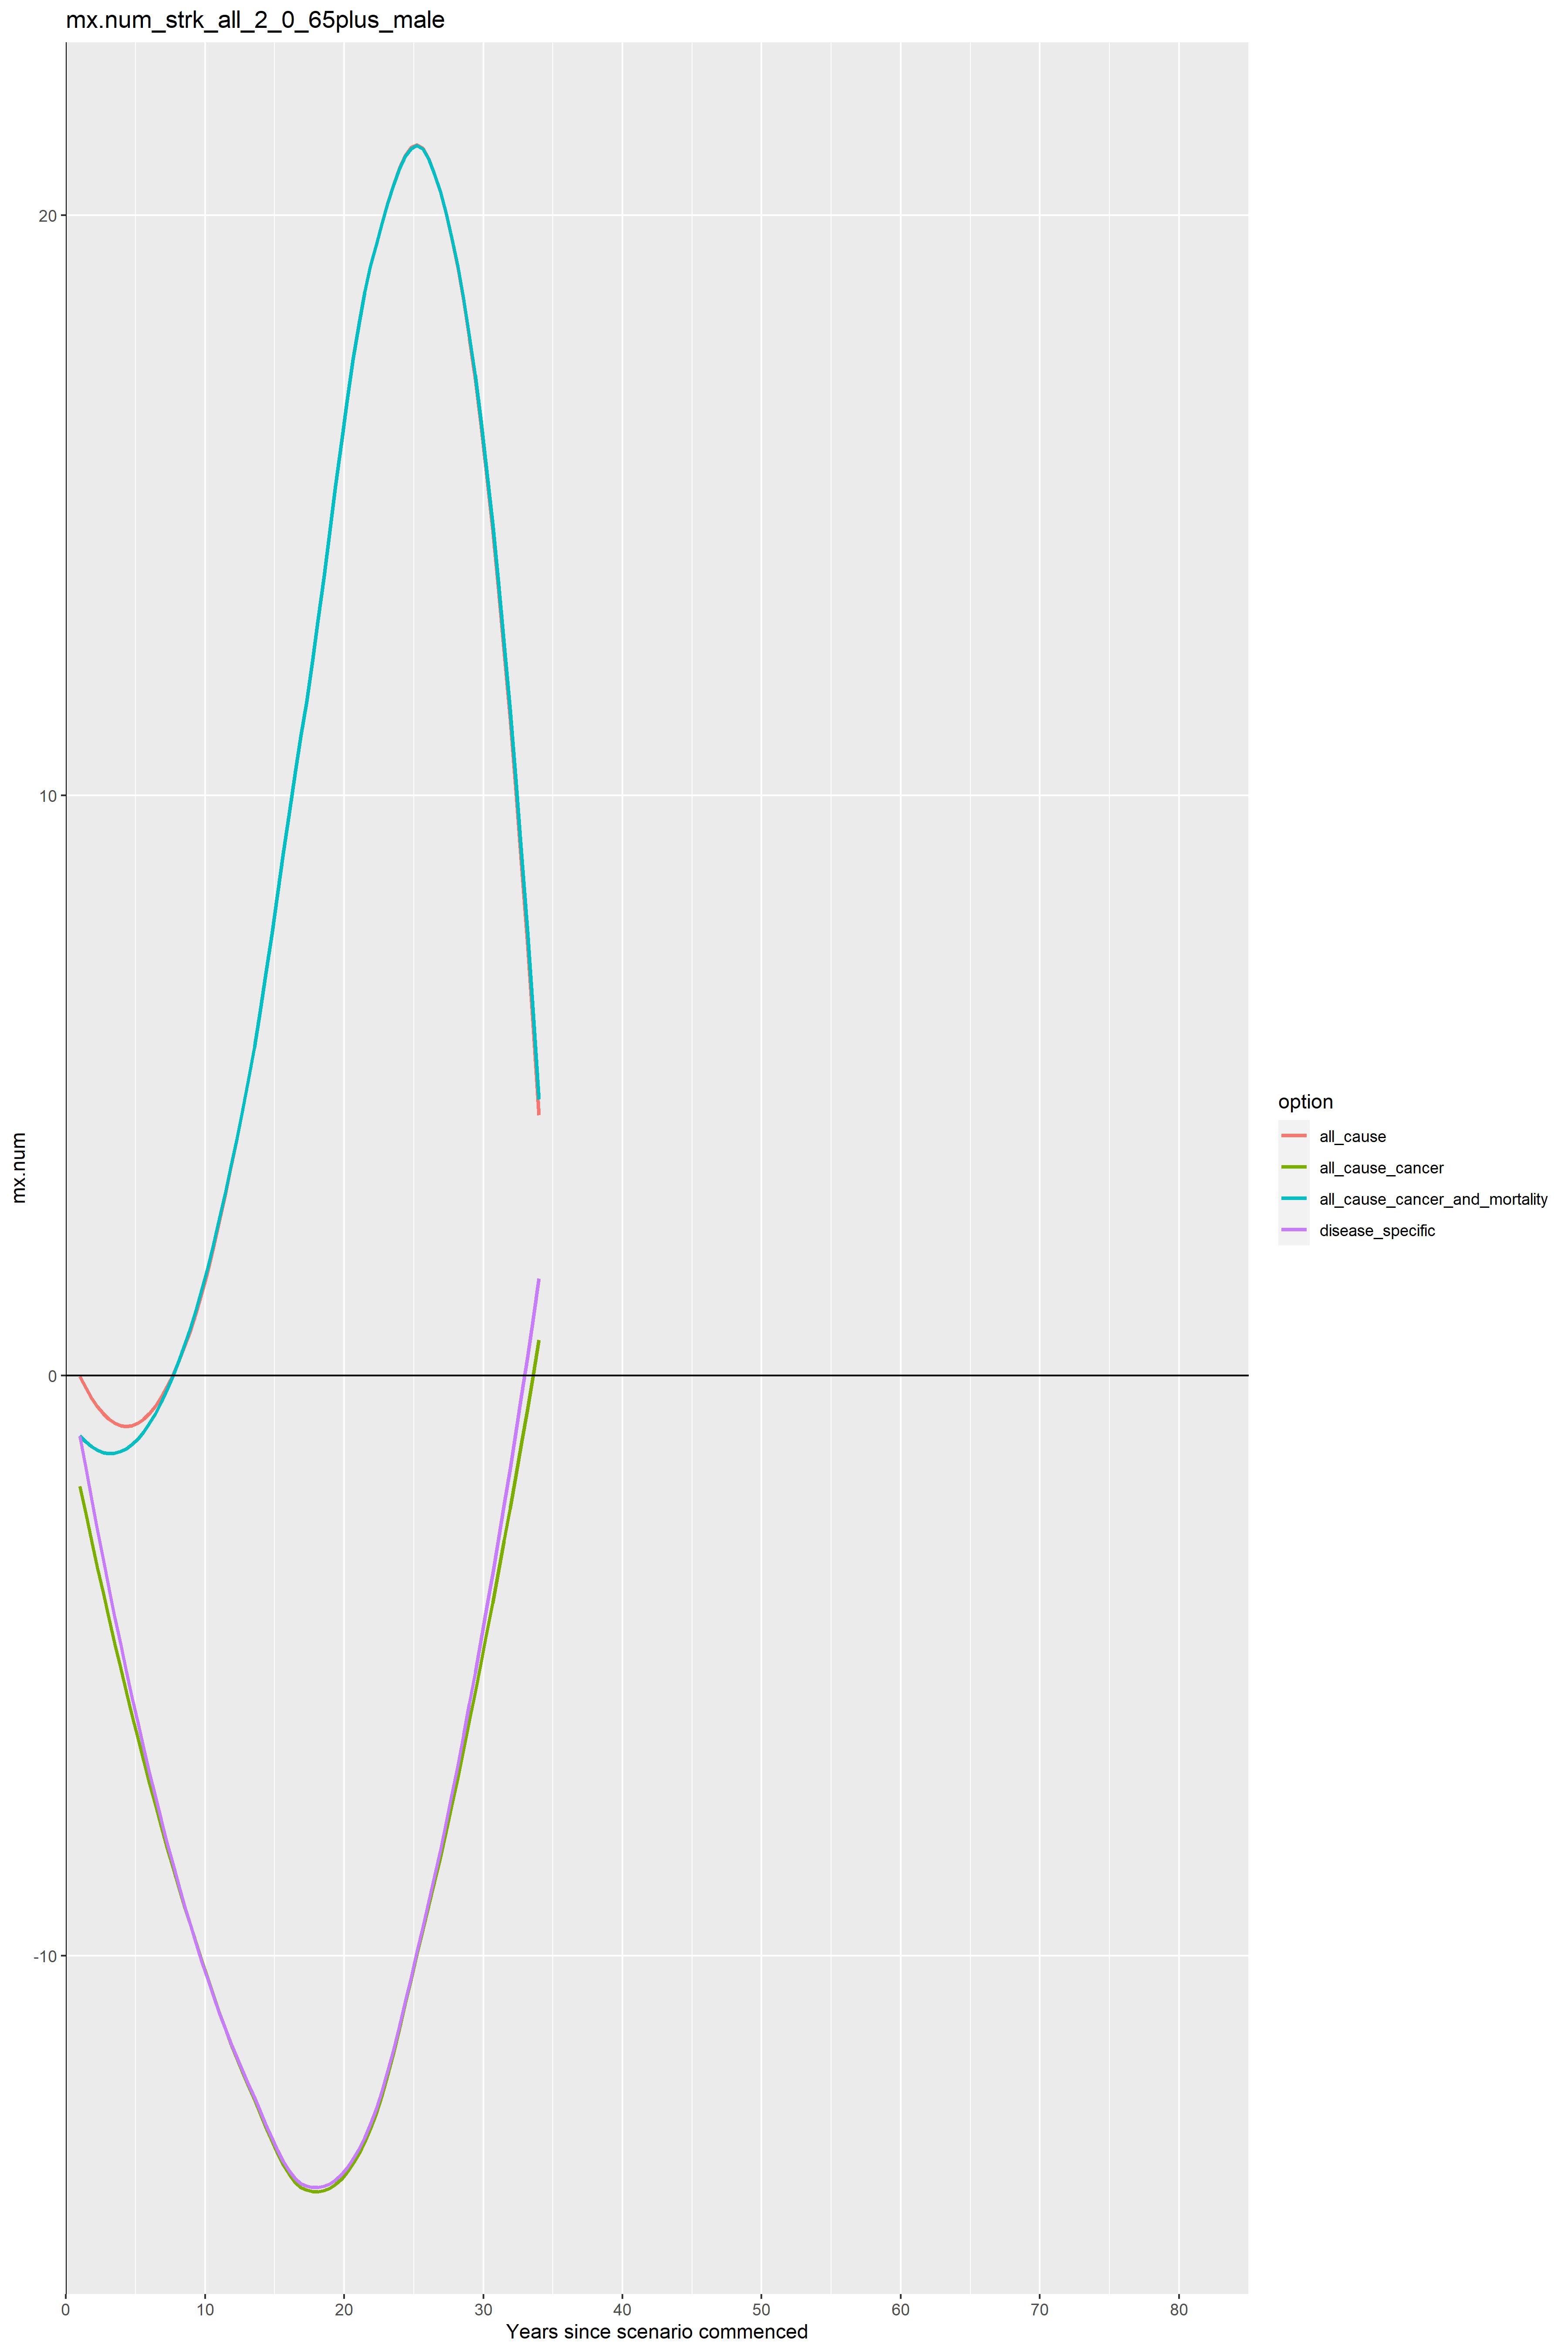 mx.num_strk_all_2_0_65plus_male
mx.num
20
10
0
-10
0 10 20 30 40 50 60 70 80
Years since scenario commenced
option
all_cause
all_cause_cancer
all_cause_cancer_and_mortality
disease_specific